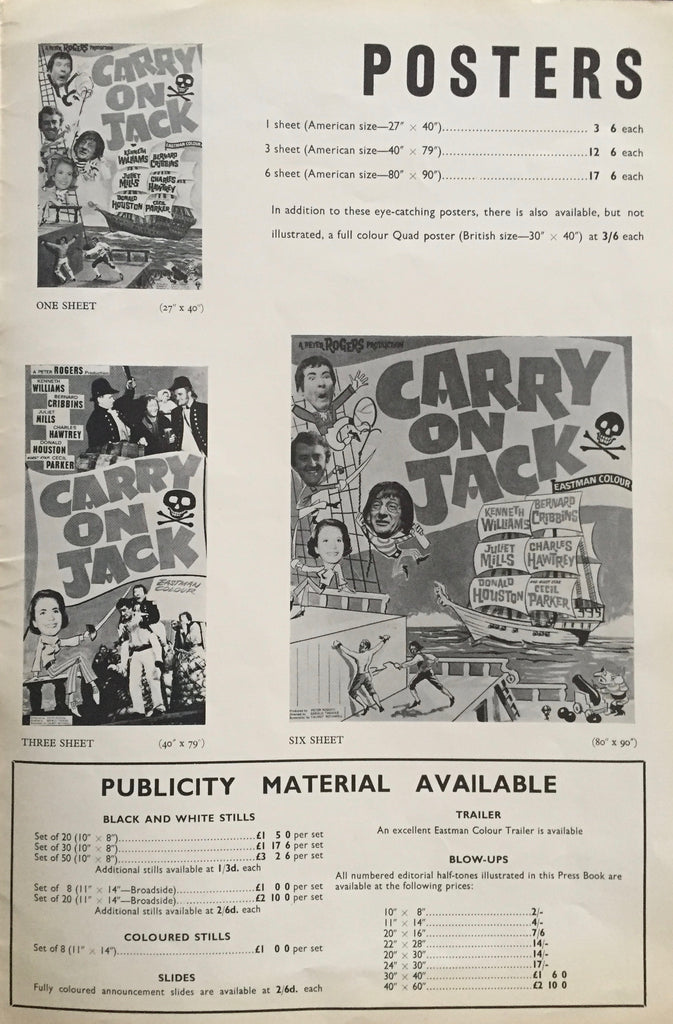 POSTERS
1 sheet (American size—27" × 40")............ 3 6 each
3 sheet (American size—40" × 79")............ 12 6 each
6 sheet (American size—80" × 90")............ 17 6 each
In addition to these eye-catching posters, there is also available, but not
illustrated, a full colour Quad poster (British size—30" × 40") at 3/6 each
A PETER ROGERS PRODUCTION
CARRY
ON
JACK
EASTMAN COLOUR
KENNETH WILLIAMS
BERNARD CRIBBINS
JULIET MILLS
CHARLES HAWTREY
DONALD HOUSTON
CECIL PARKER
ONE SHEET (27" x 40")
A PETER ROGERS Production
KENNETH
WILLIAMS
BERNARD
CRIBBINS
JULIET
MILLS
CHARLES
HAWTREY
DONALD
HOUSTON
CECIL
PARKER
CARRY
ON
JACK
EASTMAN
COLOUR
THREE SHEET (40" x 79")
A PETER ROGERS PRODUCTION
CARRY
ON
JACK
EASTMAN COLOUR
KENNETH WILLIAMS
BERNARD CRIBBINS
JULIET MILLS
CHARLES HAWTREY
DONALD HOUSTON
CECIL PARKER
SIX SHEET (80" x 90")
PUBLICITY MATERIAL AVAILABLE
BLACK AND WHITE STILLS
Set of 20 (10" × 8")............£1 5 0 per set
Set of 30 (10" × 8")............£1 17 6 per set
Set of 50 (10" × 8")............£3 2 6 per set
Additional stills available at 1/3d. each
Set of 8 (11" × 14"—Broadside)............£1 0 0 per set
Set of 20 (11" × 14"—Broadside)............£2 10 0 per set
Additional stills available at 2/6d. each
COLOURED STILLS
Set of 8 (11" × 14")............£1 0 0 per set
SLIDES
Fully coloured announcement slides are available at 2/6d. each
TRAILER
An excellent Eastman Colour Trailer is available
BLOW-UPS
All numbered editorial half-tones illustrated in this Press Book are
available at the following prices:
10" × 8"............2/-
11" × 14"............4/-
20" × 16"............7/6
22" × 28"............14/-
20" × 30"............14/-
24" × 30"............17/-
30" × 40"............£1 6 0
40" × 60"............£2 10 0